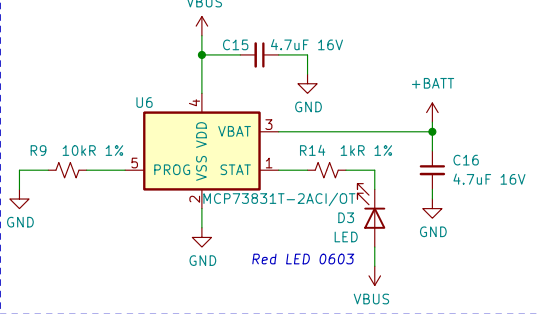 VBUS
C15 4.7uF 16V
GND
+BATT
U6
4
VDD
VBAT 3
R9 10kR 1%
5 PROG
VSS
STAT 1
R14 1kR 1%
C16
4.7uF 16V
2
MCP73831T-2ACI/OT
D3
LED
GND
GND
GND
Red LED 0603
VBUS